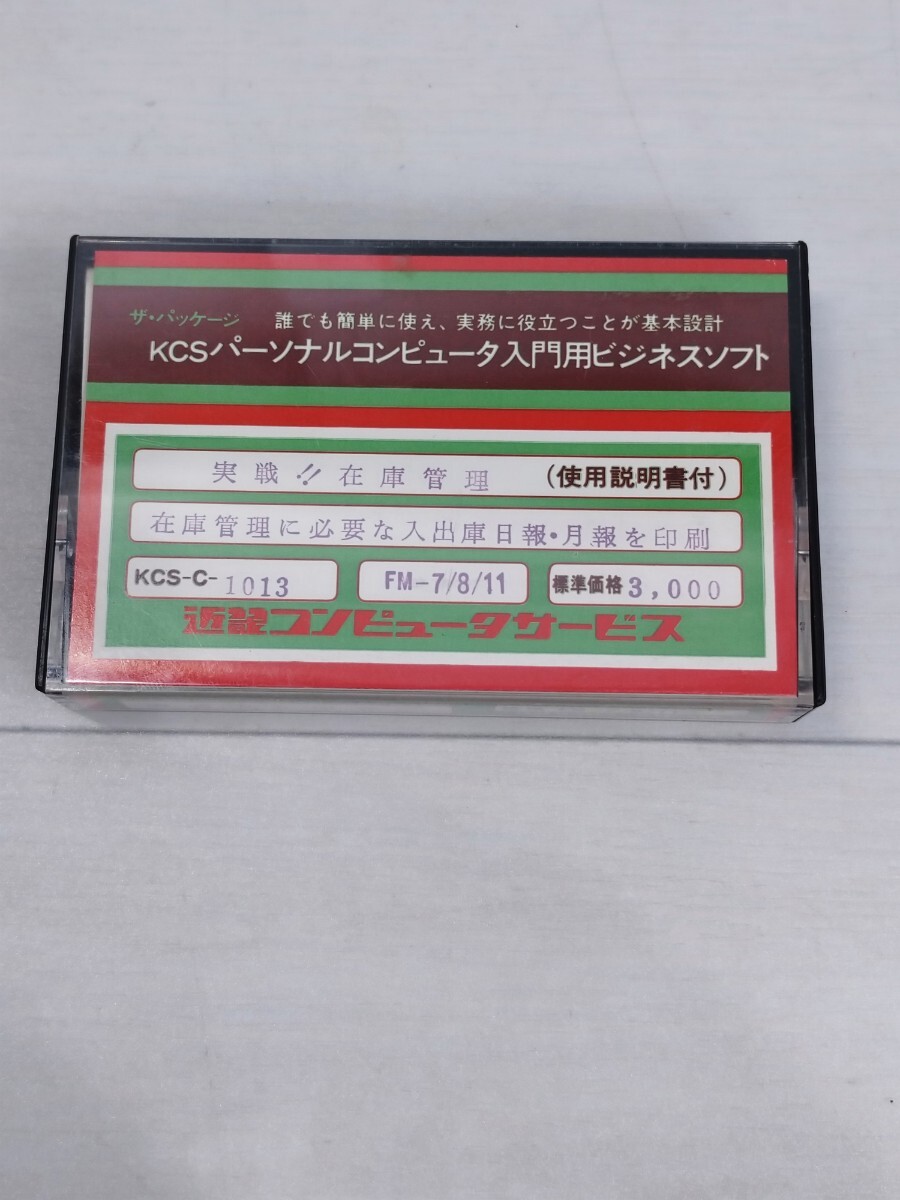 ザ・パッケージ 誰でも簡単に使え、実務に役立つことが基本設計
KCSパーソナルコンピュータ入門用ビジネスソフト
実戦!!在庫管理 (使用説明書付)
在庫管理に必要な入出庫日報・月報を印刷
KCS-C-1013 FM-7/8/11 標準価格3,000
近設コンピュータサービス